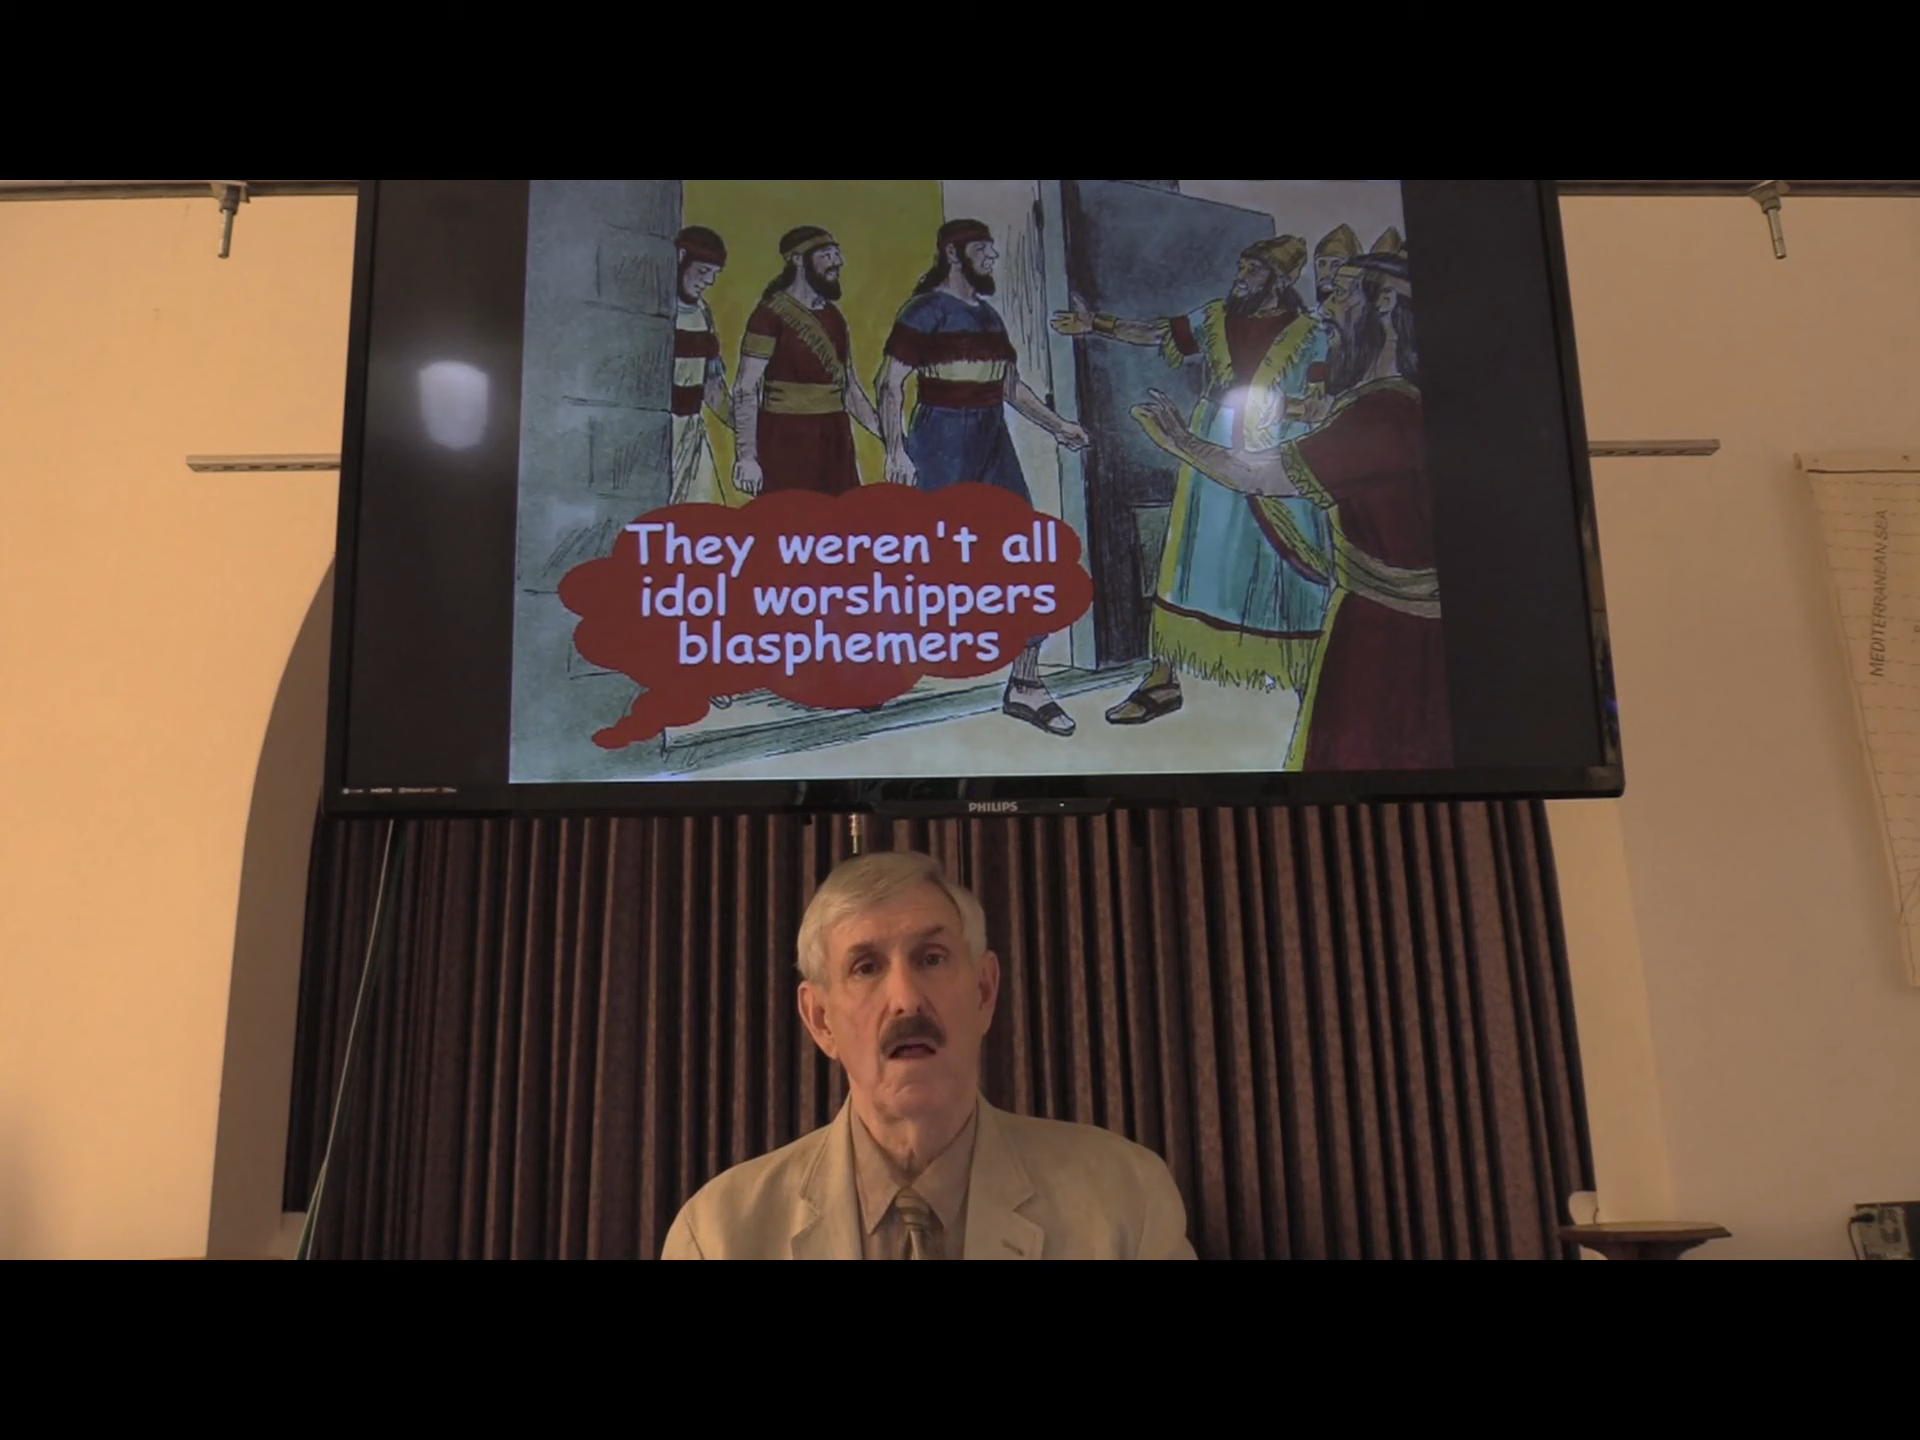 They weren't all
idol worshippers
blasphemers
MEDITERRANEAN SEA
PHILIPS